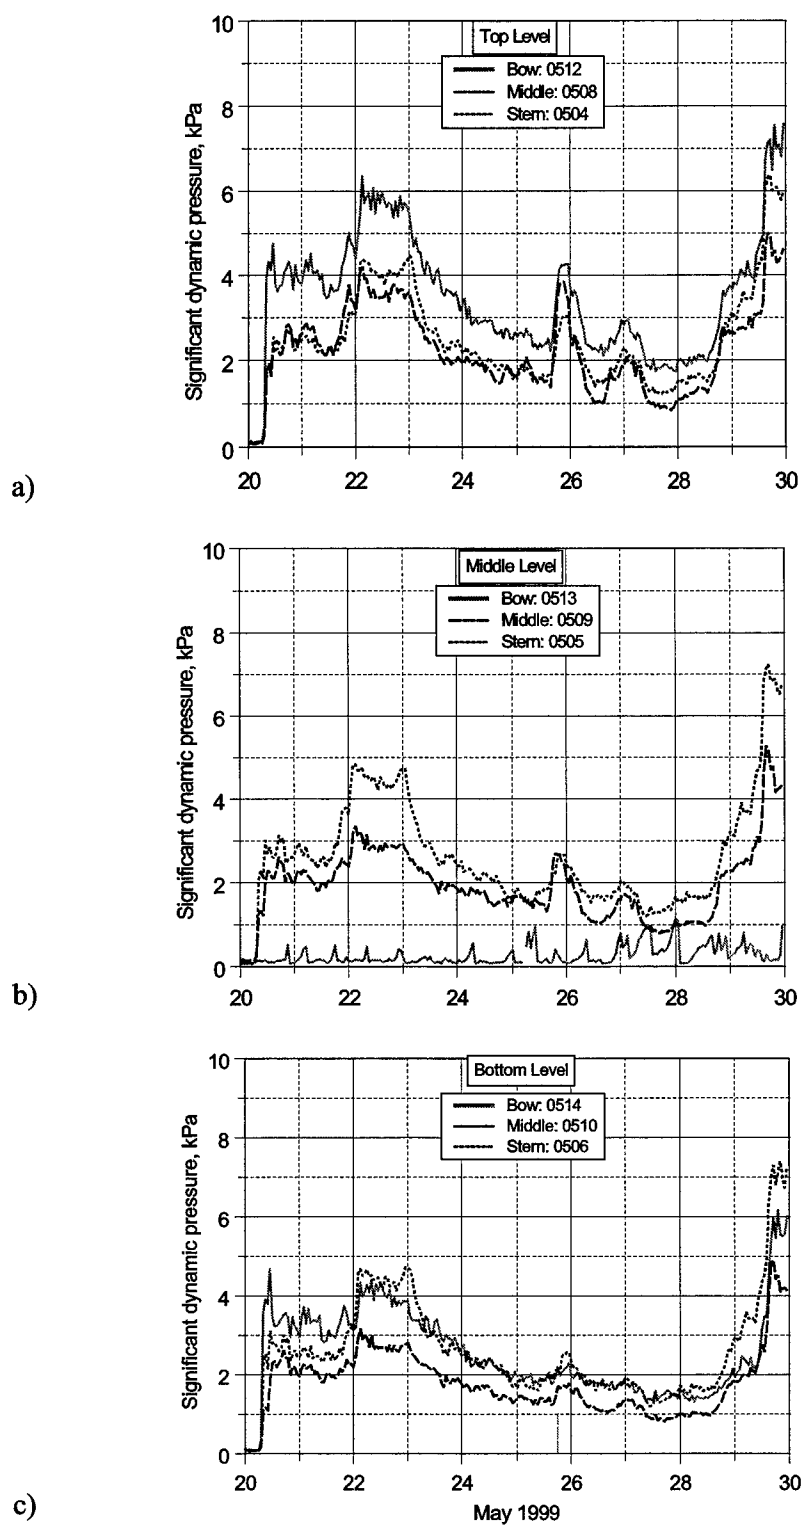 Top Level
Bow: 0512
Middle: 0508
Stern: 0504
Significant dynamic pressure, kPa
10
8
6
4
2
0
20 22 23 24 26 28 30
a)
Middle Level
Bow: 0513
Middle: 0509
Stern: 0505
Significant dynamic pressure, kPa
10
8
6
4
2
0
20 22 24 26 28 30
b)
Bottom Level
Bow: 0514
Middle: 0510
Stern: 0506
Significant dynamic pressure, kPa
10
8
6
4
2
0
20 22 24 26 28 30
May 1999
c)